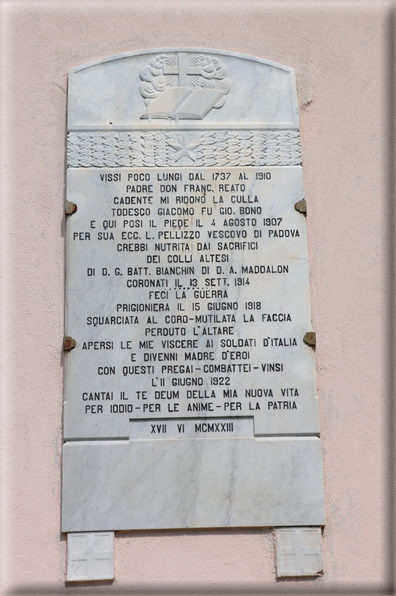 VISSI POCO LUNGI DAL 1737 AL 1910
PADRE DON FRANC. REATO
CADENTE MI RIDONÒ LA CULLA
TODESCO GIACOMO FU GIO. BONO
E QUI POSI IL PIEDE IL 4 AGOSTO 1907
PER SUA ECC. L. PELLIZZO VESCOVO DI PADOVA
CREBBI NUTRITA DAI SACRIFICI
DEI COLLI ALTESI
DI D. G. BATT. BIANCHIN DI D. A. MADDALON
CORONATI IL 13 SETT. 1914
FECI LA GUERRA
PRIGIONIERA IL 15 GIUGNO 1918
SQUARCIATA AL CORO-MUTILATA LA FACCIA
PERDUTO L'ALTARE
APERSI LE MIE VISCERE AI SOLDATI D'ITALIA
E DIVENNI MADRE D'EROI
CON QUESTI PREGAI-COMBATTEI-VINSI
L'11 GIUGNO 1922
CANTAI IL TE DEUM DELLA MIA NUOVA VITA
PER IDDIO-PER LE ANIME-PER LA PATRIA
XVII VI MCMXXIII